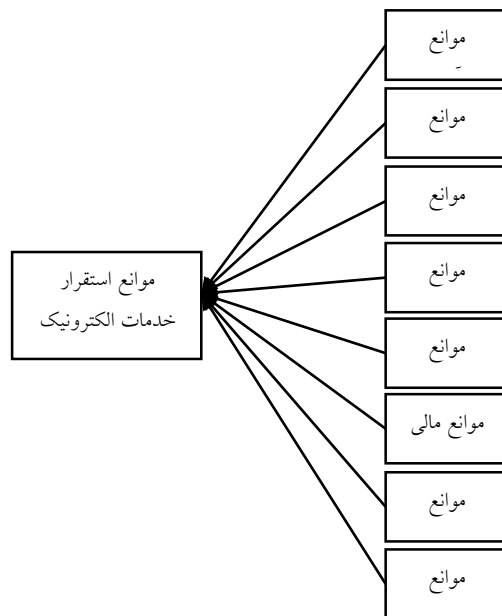 موانع
موانع
موانع
موانع
موانع استقرار
خدمات الکترونیک
موانع
موانع مالی
موانع
موانع